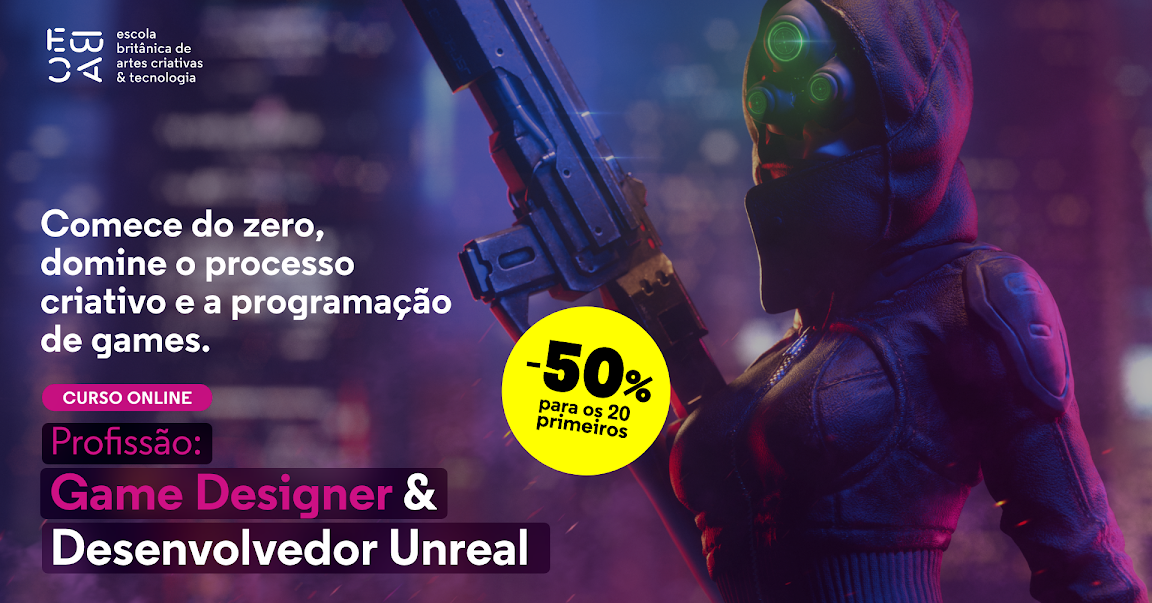 EBAC
escola
britânica de
artes criativas
& tecnologia
Comece do zero,
domine o processo
criativo e a programação
de games.
-50%
para os 20
primeiros
CURSO ONLINE
Profissão:
Game Designer &
Desenvolvedor Unreal